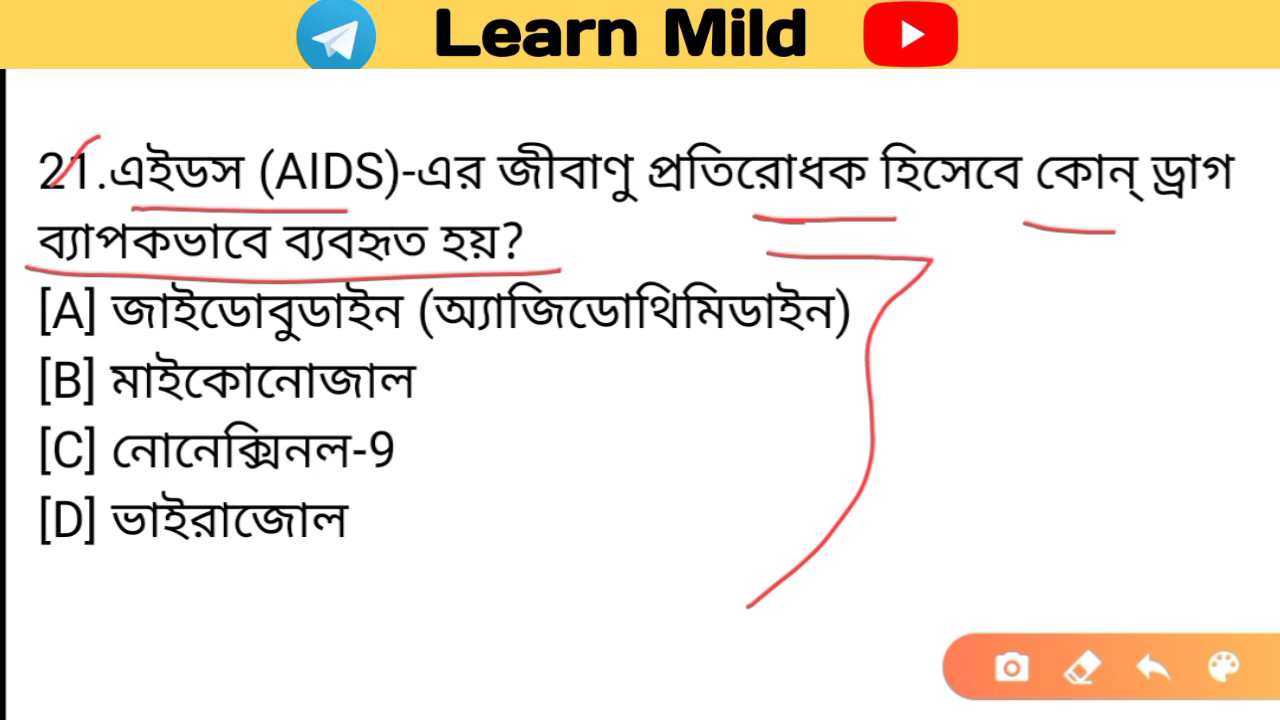 Learn Mild
21.এইডস (AIDS)-এর জীবাণু প্রতিরোধক হিসেবে কোন্ ড্রাগ
ব্যাপকভাবে ব্যবহৃত হয়?
[A] জাইডোবুডাইন (অ্যাজিডোথিমিডাইন)
[B] মাইকোনোজাল
[C] নোনেক্সিনল-9
[D] ভাইরাজোল